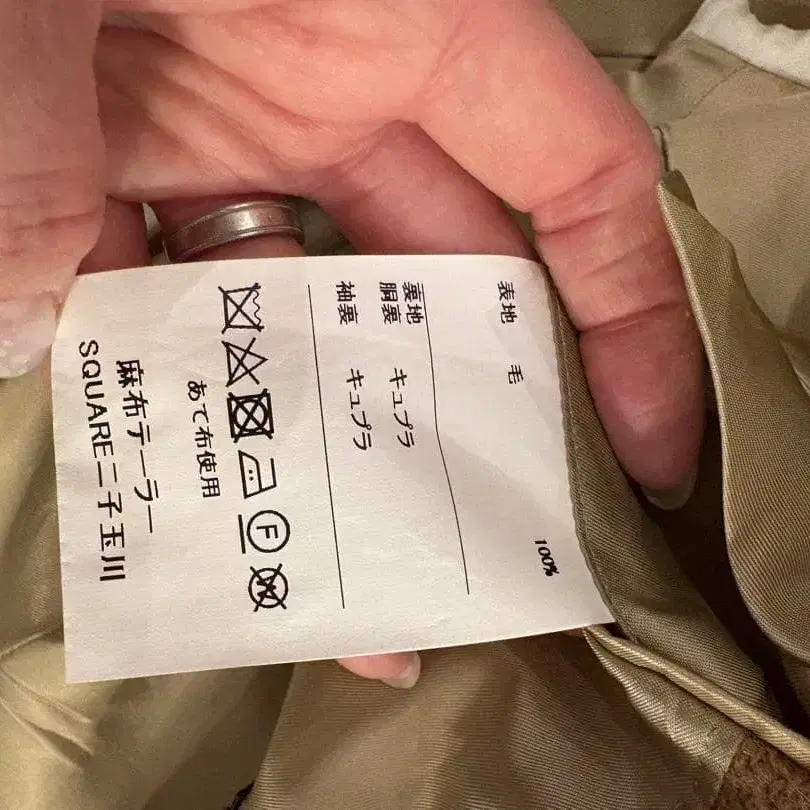 表地 毛 100%
裏地
胴裏 キュプラ
袖裏 キュプラ
F W
あて布使用
麻布テーラー
SQUARE二子玉川